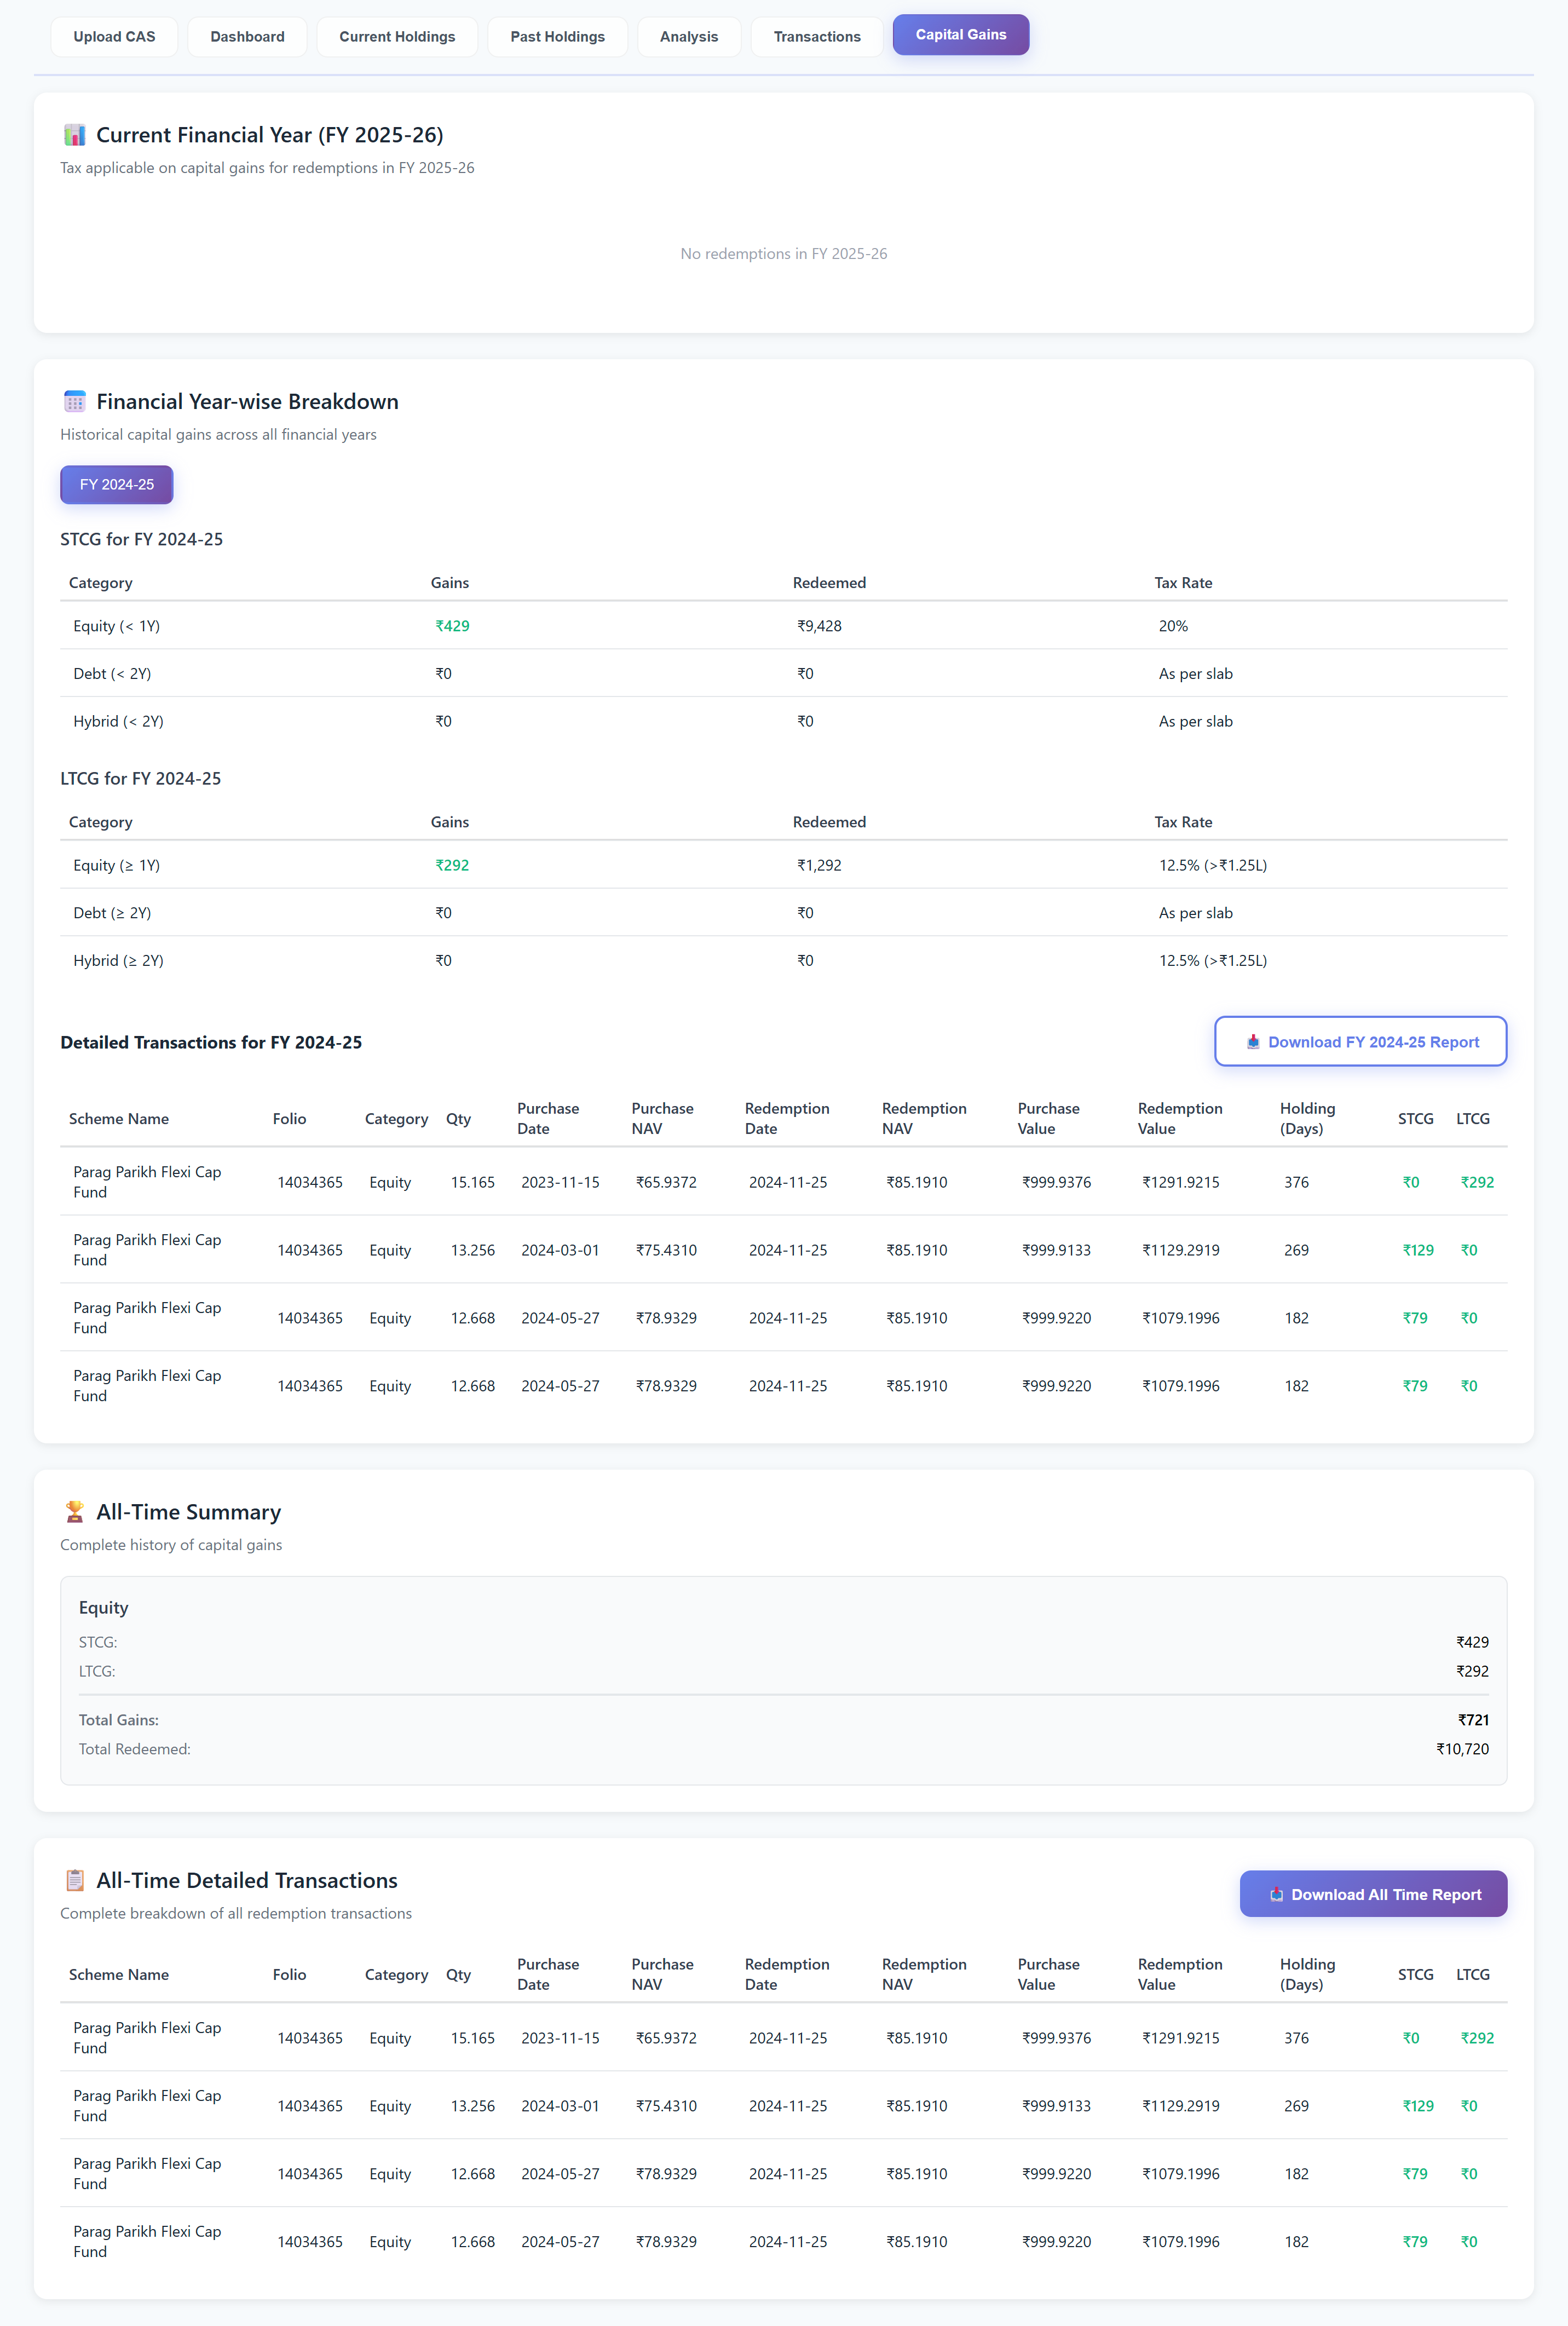 Upload CAS Dashboard Current Holdings Past Holdings Analysis Transactions Capital Gains
Current Financial Year (FY 2025-26)
Tax applicable on capital gains for redemptions in FY 2025-26
No redemptions in FY 2025-26
Financial Year-wise Breakdown
Historical capital gains across all financial years
FY 2024-25
STCG for FY 2024-25
Category Gains Redeemed Tax Rate
Equity (< 1Y) ₹429 ₹9,428 20%
Debt (< 2Y) ₹0 ₹0 As per slab
Hybrid (< 2Y) ₹0 ₹0 As per slab
LTCG for FY 2024-25
Category Gains Redeemed Tax Rate
Equity (≥ 1Y) ₹292 ₹1,292 12.5% (>₹1.25L)
Debt (≥ 2Y) ₹0 ₹0 As per slab
Hybrid (≥ 2Y) ₹0 ₹0 12.5% (>₹1.25L)
Detailed Transactions for FY 2024-25 Download FY 2024-25 Report
Scheme Name Folio Category Qty Purchase Date Purchase NAV Redemption Date Redemption NAV Purchase Value Redemption Value Holding (Days) STCG LTCG
Parag Parikh Flexi Cap Fund 14034365 Equity 15.165 2023-11-15 ₹65.9372 2024-11-25 ₹85.1910 ₹999.9376 ₹1291.9215 376 ₹0 ₹292
Parag Parikh Flexi Cap Fund 14034365 Equity 13.256 2024-03-01 ₹75.4310 2024-11-25 ₹85.1910 ₹999.9133 ₹1129.2919 269 ₹129 ₹0
Parag Parikh Flexi Cap Fund 14034365 Equity 12.668 2024-05-27 ₹78.9329 2024-11-25 ₹85.1910 ₹999.9220 ₹1079.1996 182 ₹79 ₹0
Parag Parikh Flexi Cap Fund 14034365 Equity 12.668 2024-05-27 ₹78.9329 2024-11-25 ₹85.1910 ₹999.9220 ₹1079.1996 182 ₹79 ₹0
All-Time Summary
Complete history of capital gains
Equity
STCG: ₹429
LTCG: ₹292
Total Gains: ₹721
Total Redeemed: ₹10,720
All-Time Detailed Transactions
Complete breakdown of all redemption transactions
Download All Time Report
Scheme Name Folio Category Qty Purchase Date Purchase NAV Redemption Date Redemption NAV Purchase Value Redemption Value Holding (Days) STCG LTCG
Parag Parikh Flexi Cap Fund 14034365 Equity 15.165 2023-11-15 ₹65.9372 2024-11-25 ₹85.1910 ₹999.9376 ₹1291.9215 376 ₹0 ₹292
Parag Parikh Flexi Cap Fund 14034365 Equity 13.256 2024-03-01 ₹75.4310 2024-11-25 ₹85.1910 ₹999.9133 ₹1129.2919 269 ₹129 ₹0
Parag Parikh Flexi Cap Fund 14034365 Equity 12.668 2024-05-27 ₹78.9329 2024-11-25 ₹85.1910 ₹999.9220 ₹1079.1996 182 ₹79 ₹0
Parag Parikh Flexi Cap Fund 14034365 Equity 12.668 2024-05-27 ₹78.9329 2024-11-25 ₹85.1910 ₹999.9220 ₹1079.1996 182 ₹79 ₹0